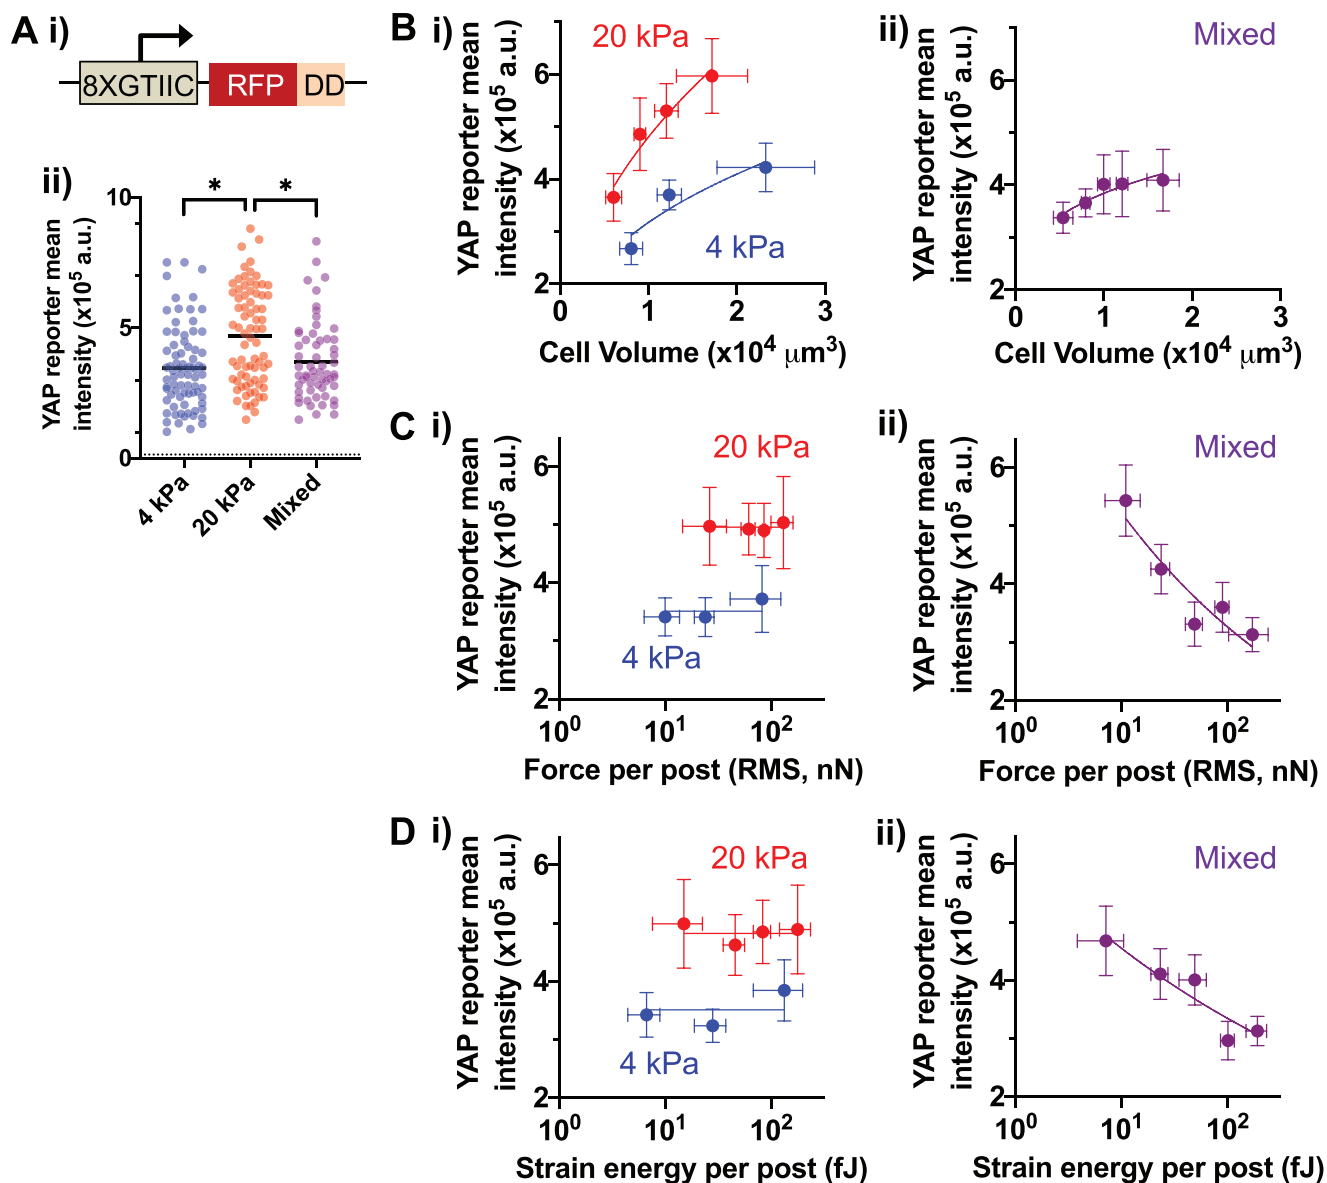 A i)
8XGTIIC RFP DD
ii)
YAP reporter mean
intensity (x10⁵ a.u.)
10
5
0
* *
4 kPa 20 kPa Mixed
B i)
YAP reporter mean
intensity (x10⁵ a.u.)
6
4
2
20 kPa
4 kPa
0 1 2 3
Cell Volume (x10⁴ μm³)
ii)
YAP reporter mean
intensity (x10⁵ a.u.)
6
4
2
Mixed
0 1 2 3
Cell Volume (x10⁴ μm³)
C i)
YAP reporter mean
intensity (x10⁵ a.u.)
6
4
2
20 kPa
4 kPa
10⁰ 10¹ 10²
Force per post (RMS, nN)
ii)
YAP reporter mean
intensity (x10⁵ a.u.)
6
4
2
Mixed
10⁰ 10¹ 10²
Force per post (RMS, nN)
D i)
YAP reporter mean
intensity (x10⁵ a.u.)
6
4
2
20 kPa
4 kPa
10⁰ 10¹ 10²
Strain energy per post (fJ)
ii)
YAP reporter mean
intensity (x10⁵ a.u.)
6
4
2
Mixed
10⁰ 10¹ 10²
Strain energy per post (fJ)